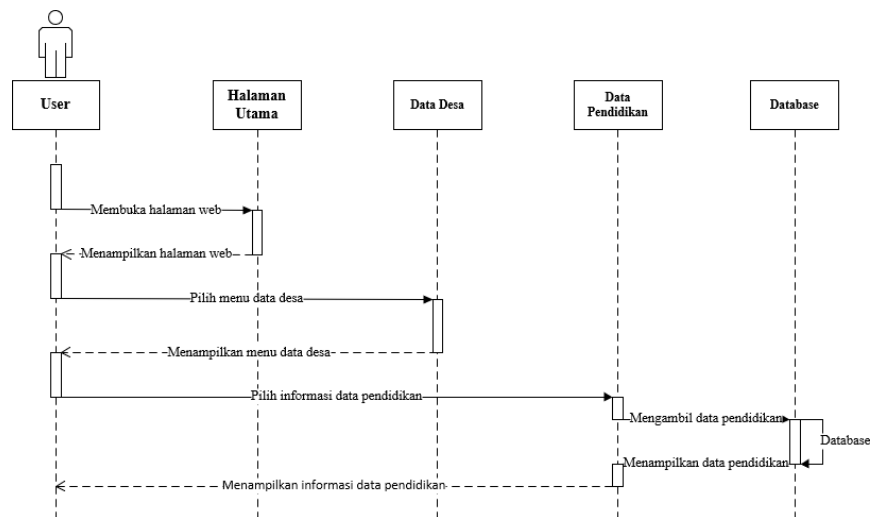 User
Halaman
Utama
Data Desa
Data
Pendidikan
Database
Membuka halaman web
Menampilkan halaman web
Pilih menu data desa
Menampilkan menu data desa
Pilih informasi data pendidikan
Mengambil data pendidikan
Database
Menampilkan data pendidikan
Menampilkan informasi data pendidikan